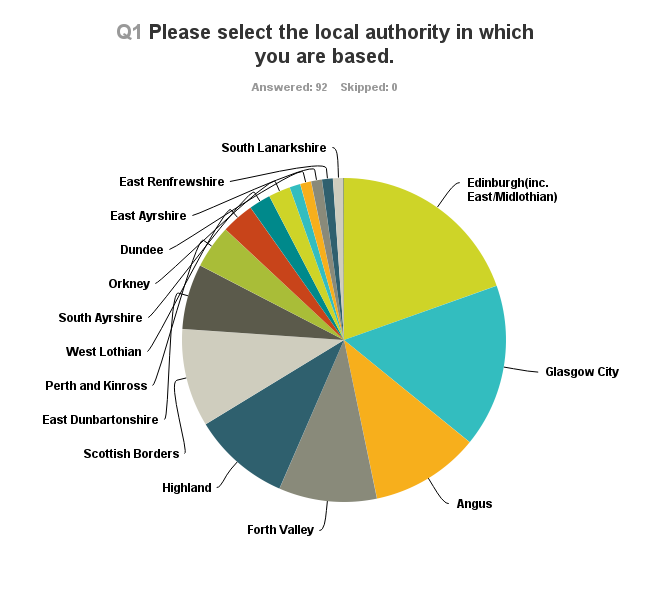 Q1 Please select the local authority in which
you are based.
Answered: 92 Skipped: 0
South Lanarkshire
East Renfrewshire
East Ayrshire
Dundee
Orkney
South Ayrshire
West Lothian
Perth and Kinross
East Dunbartonshire
Scottish Borders
Highland
Forth Valley
Edinburgh(inc.
East/Midlothian)
Glasgow City
Angus